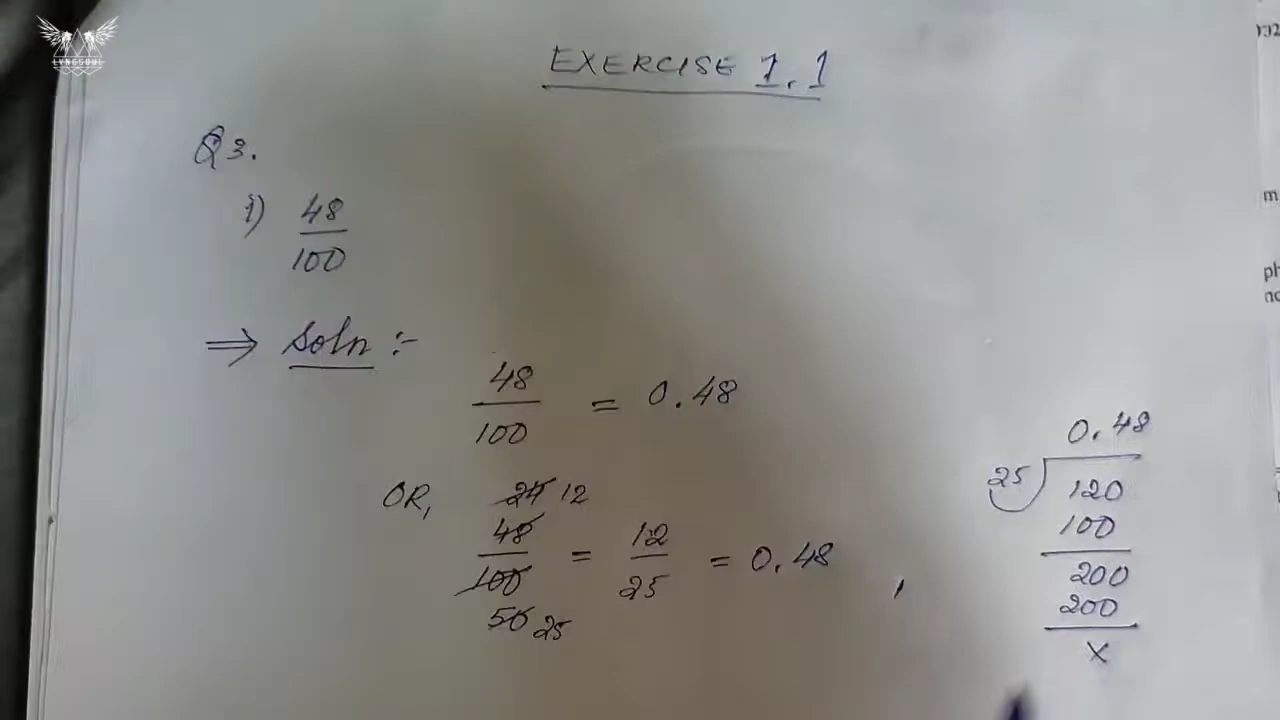 LVNGSOUL
EXERCISE 1.1
Q3.
i) 48
100
⇒ Soln :-
48
100
= 0.48
OR,
24 12
48
100
50 25
= 12
25
= 0.48 ,
0.48
25 ) 120
100
200
200
x
m